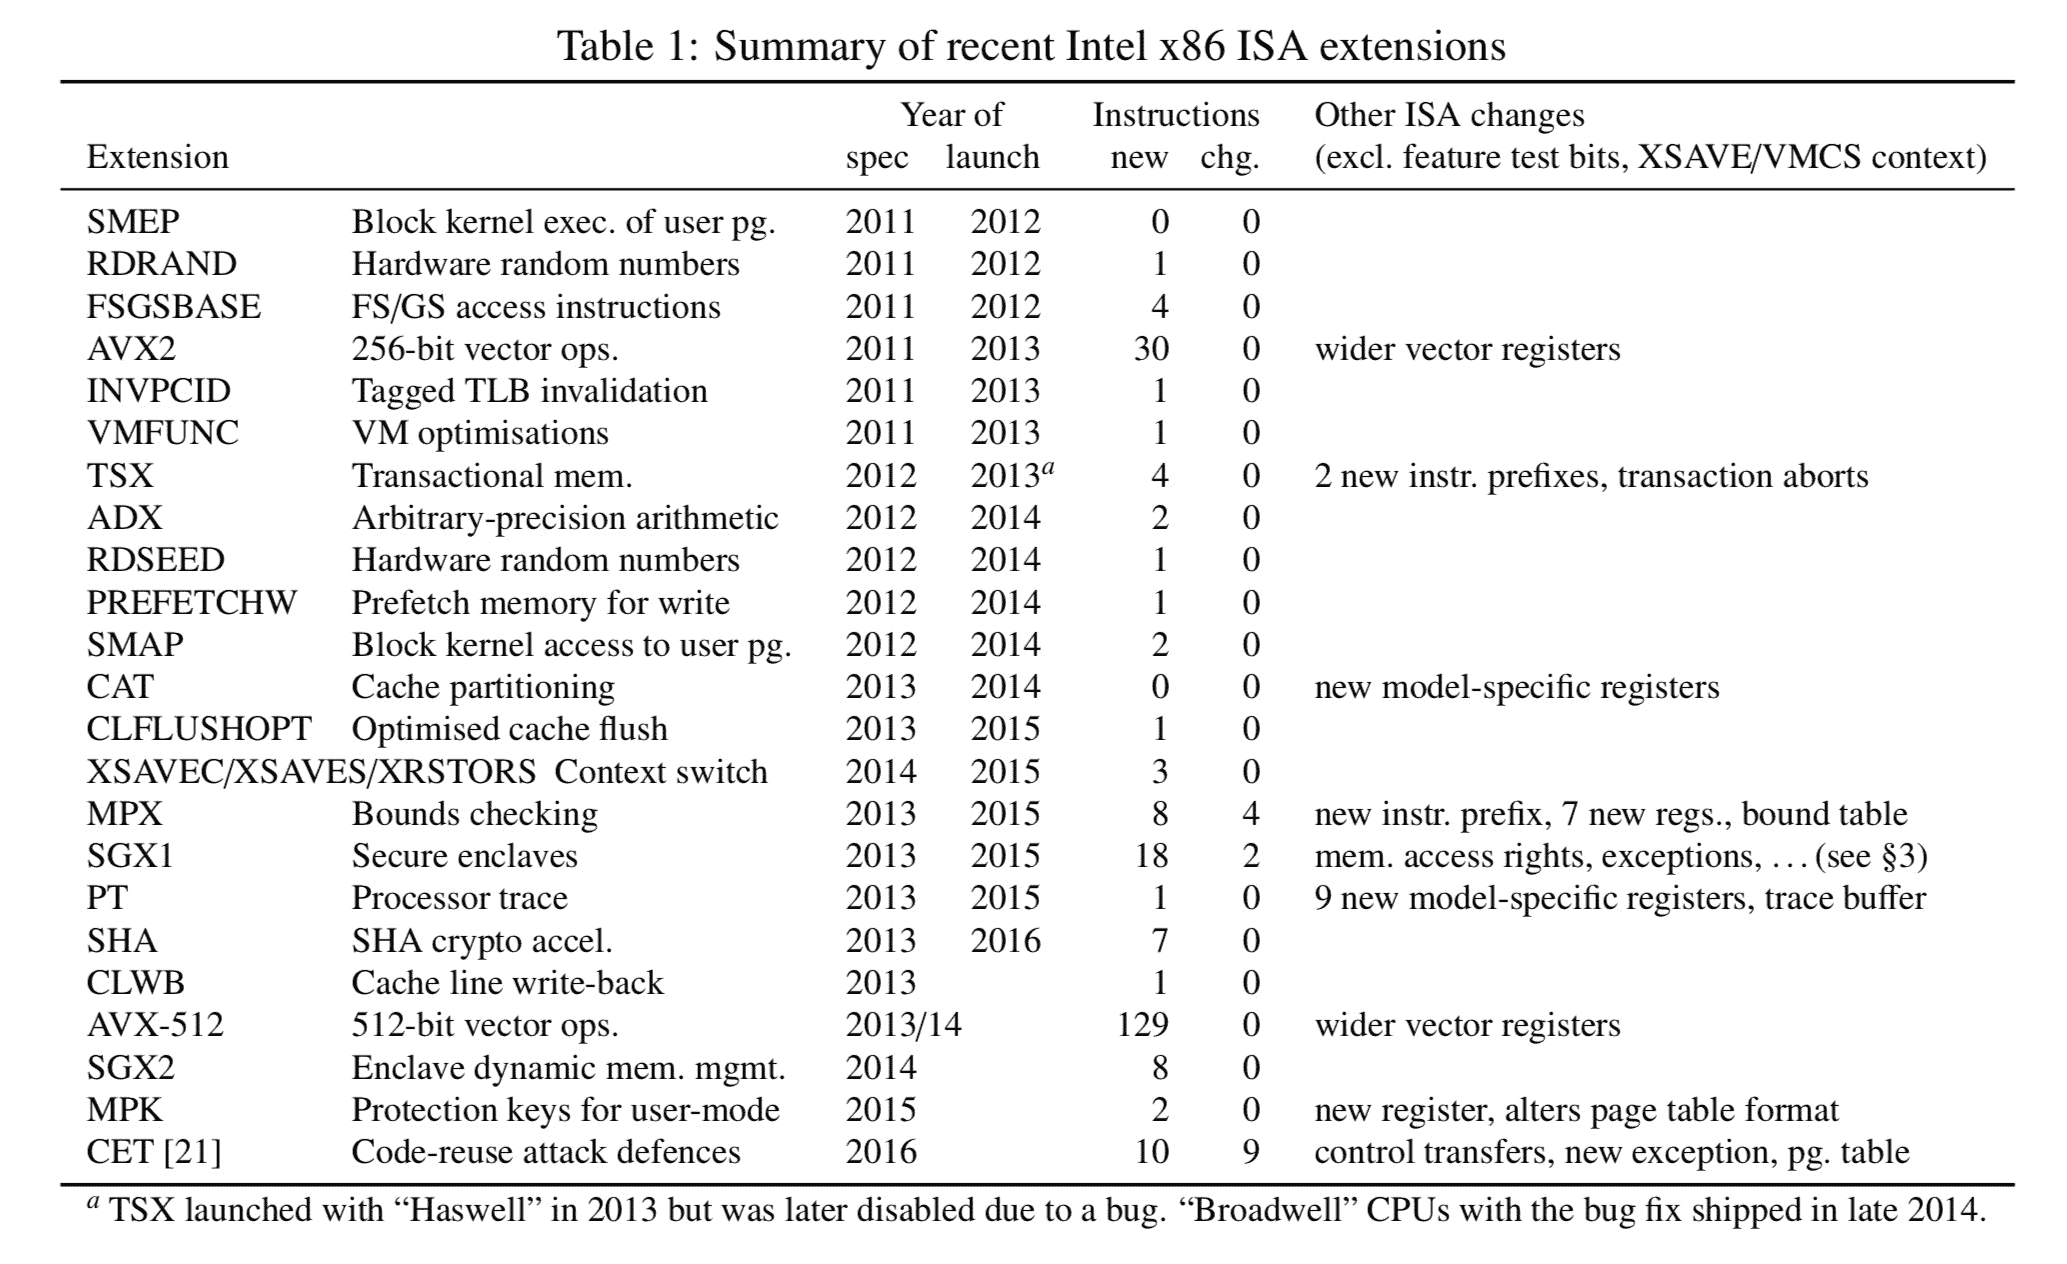 Table 1: Summary of recent Intel x86 ISA extensions
Year of Instructions Other ISA changes
Extension spec launch new chg. (excl. feature test bits, XSAVE/VMCS context)
SMEP Block kernel exec. of user pg. 2011 2012 0 0
RDRAND Hardware random numbers 2011 2012 1 0
FSGSBASE FS/GS access instructions 2011 2012 4 0
AVX2 256-bit vector ops. 2011 2013 30 0 wider vector registers
INVPCID Tagged TLB invalidation 2011 2013 1 0
VMFUNC VM optimisations 2011 2013 1 0
TSX Transactional mem. 2012 2013a 4 0 2 new instr. prefixes, transaction aborts
ADX Arbitrary-precision arithmetic 2012 2014 2 0
RDSEED Hardware random numbers 2012 2014 1 0
PREFETCHW Prefetch memory for write 2012 2014 1 0
SMAP Block kernel access to user pg. 2012 2014 2 0
CAT Cache partitioning 2013 2014 0 0 new model-specific registers
CLFLUSHOPT Optimised cache flush 2013 2015 1 0
XSAVEC/XSAVES/XRSTORS Context switch 2014 2015 3 0
MPX Bounds checking 2013 2015 8 4 new instr. prefix, 7 new regs., bound table
SGX1 Secure enclaves 2013 2015 18 2 mem. access rights, exceptions, … (see §3)
PT Processor trace 2013 2015 1 0 9 new model-specific registers, trace buffer
SHA SHA crypto accel. 2013 2016 7 0
CLWB Cache line write-back 2013 1 0
AVX-512 512-bit vector ops. 2013/14 129 0 wider vector registers
SGX2 Enclave dynamic mem. mgmt. 2014 8 0
MPK Protection keys for user-mode 2015 2 0 new register, alters page table format
CET [21] Code-reuse attack defences 2016 10 9 control transfers, new exception, pg. table
a TSX launched with “Haswell” in 2013 but was later disabled due to a bug. “Broadwell” CPUs with the bug fix shipped in late 2014.